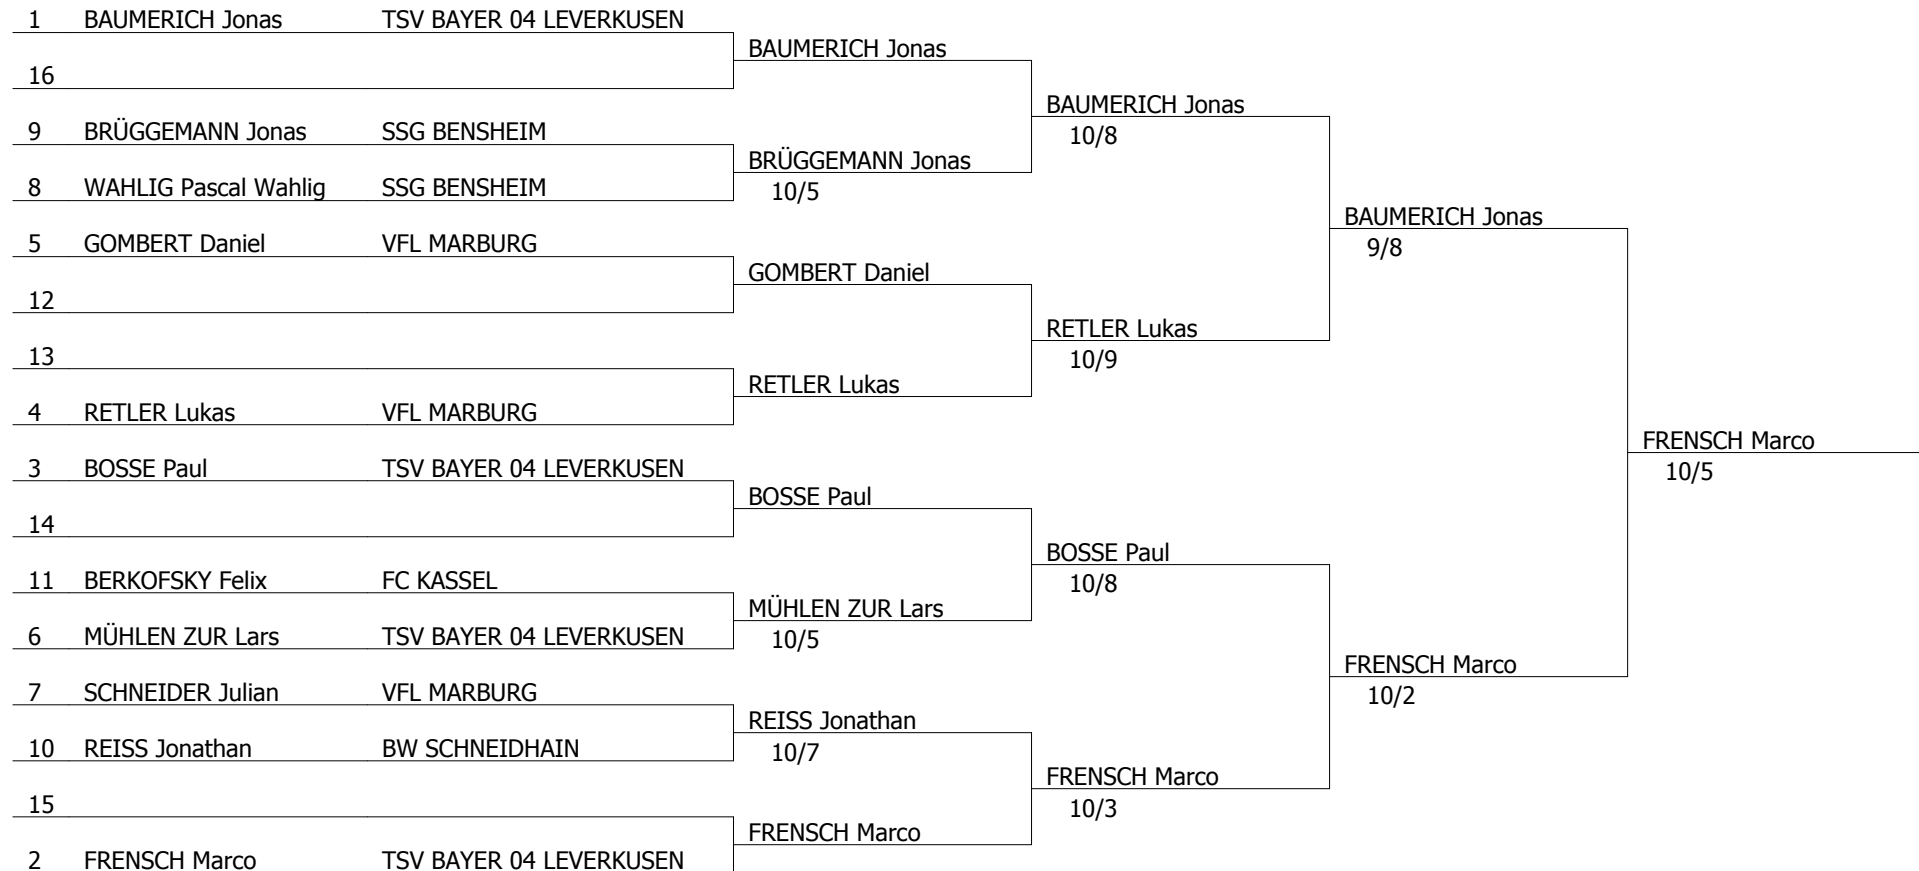 1 BAUMERICH Jonas TSV BAYER 04 LEVERKUSEN
BAUMERICH Jonas
16
BAUMERICH Jonas
10/8
9 BRÜGGEMANN Jonas SSG BENSHEIM
BRÜGGEMANN Jonas
10/5
8 WAHLIG Pascal Wahlig SSG BENSHEIM
BAUMERICH Jonas
9/8
5 GOMBERT Daniel VFL MARBURG
GOMBERT Daniel
12
RETLER Lukas
10/9
13
RETLER Lukas
4 RETLER Lukas VFL MARBURG
FRENSCH Marco
10/5
3 BOSSE Paul TSV BAYER 04 LEVERKUSEN
BOSSE Paul
14
BOSSE Paul
10/8
11 BERKOFSKY Felix FC KASSEL
MÜHLEN ZUR Lars
10/5
6 MÜHLEN ZUR Lars TSV BAYER 04 LEVERKUSEN
FRENSCH Marco
10/2
7 SCHNEIDER Julian VFL MARBURG
REISS Jonathan
10/7
10 REISS Jonathan BW SCHNEIDHAIN
FRENSCH Marco
10/3
15
FRENSCH Marco
2 FRENSCH Marco TSV BAYER 04 LEVERKUSEN